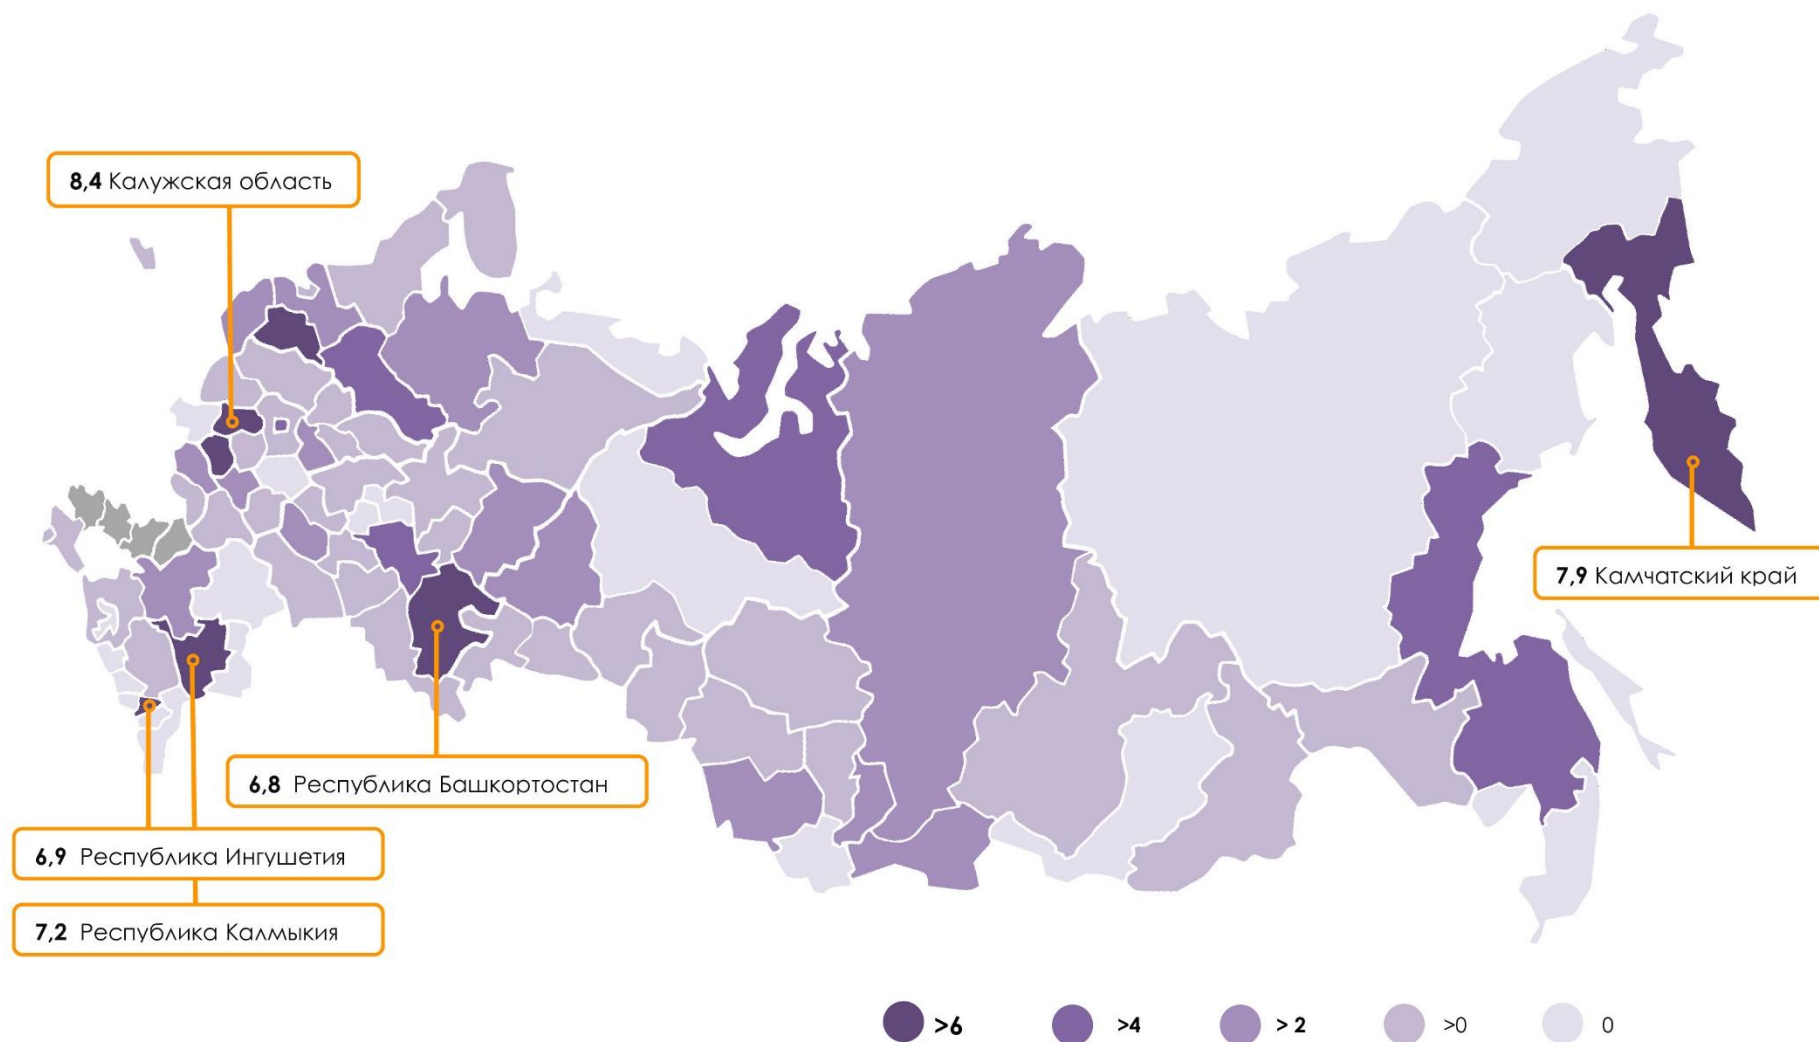 8,4 Калужская область
7,9 Камчатский край
6,8 Республика Башкортостан
6,9 Республика Ингушетия
7,2 Республика Калмыкия
>6 >4 > 2 >0 0